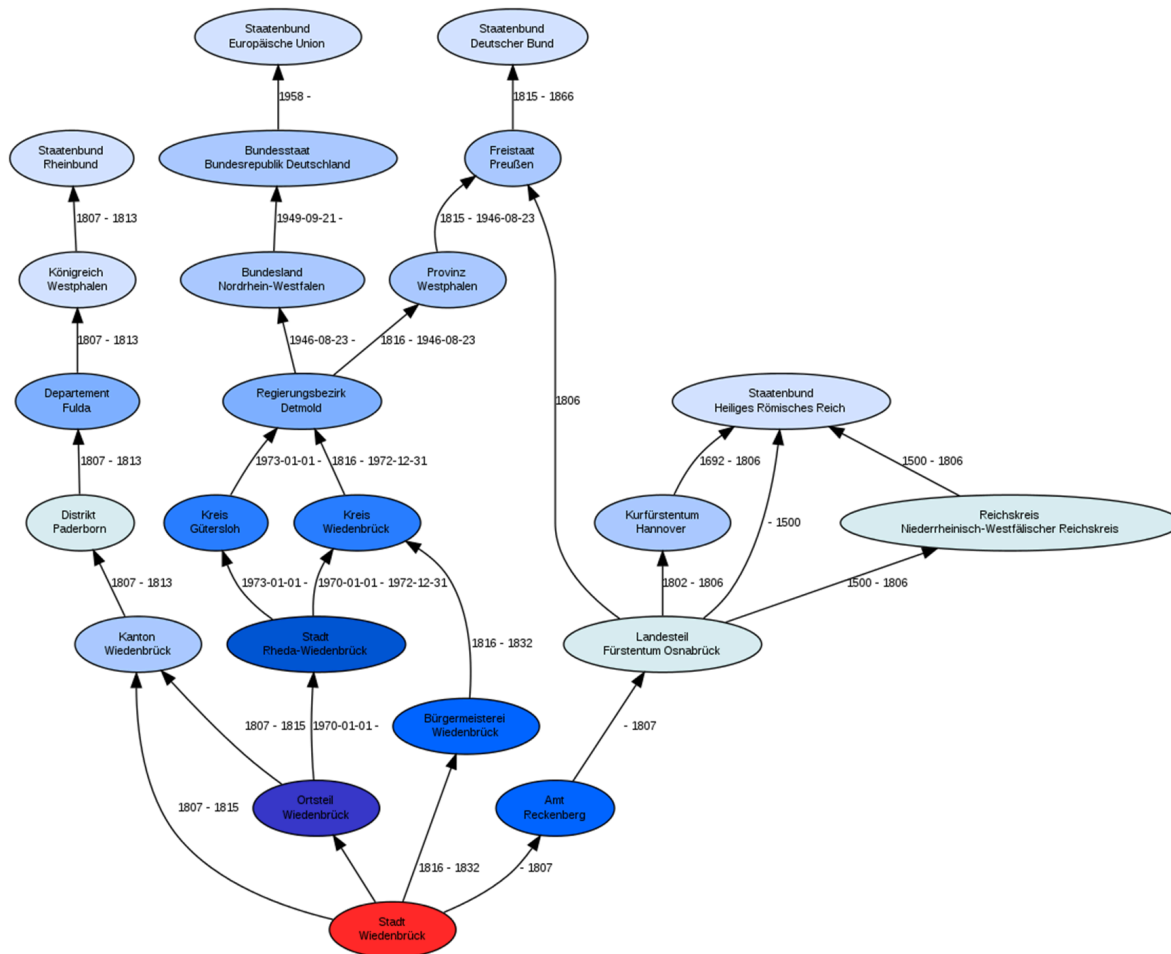 Staatenbund
Europäische Union
Staatenbund
Deutscher Bund
1958 -
1815 - 1866
Staatenbund
Rheinbund
Bundesstaat
Bundesrepublik Deutschland
Freistaat
Preußen
1807 - 1813
1949-09-21 -
1815 - 1946-08-23
Königreich
Westphalen
Bundesland
Nordrhein-Westfalen
Provinz
Westphalen
1807 - 1813
1946-08-23 -
1816 - 1946-08-23
Departement
Fulda
Regierungsbezirk
Detmold
1806
Staatenbund
Heiliges Römisches Reich
1807 - 1813
1973-01-01 -
1816 - 1972-12-31
1692 - 1806
1500 - 1806
Distrikt
Paderborn
Kreis
Gütersloh
Kreis
Wiedenbrück
Kurfürstentum
Hannover
- 1500
Reichskreis
Niederrheinisch-Westfälischer Reichskreis
1807 - 1813
1973-01-01 -
1970-01-01 - 1972-12-31
1802 - 1806
1500 - 1806
Kanton
Wiedenbrück
Stadt
Rheda-Wiedenbrück
1816 - 1832
Landesteil
Fürstentum Osnabrück
1807 - 1815
1970-01-01 -
Bürgermeisterei
Wiedenbrück
- 1807
1807 - 1815
Ortsteil
Wiedenbrück
Amt
Reckenberg
1816 - 1832
- 1807
Stadt
Wiedenbrück